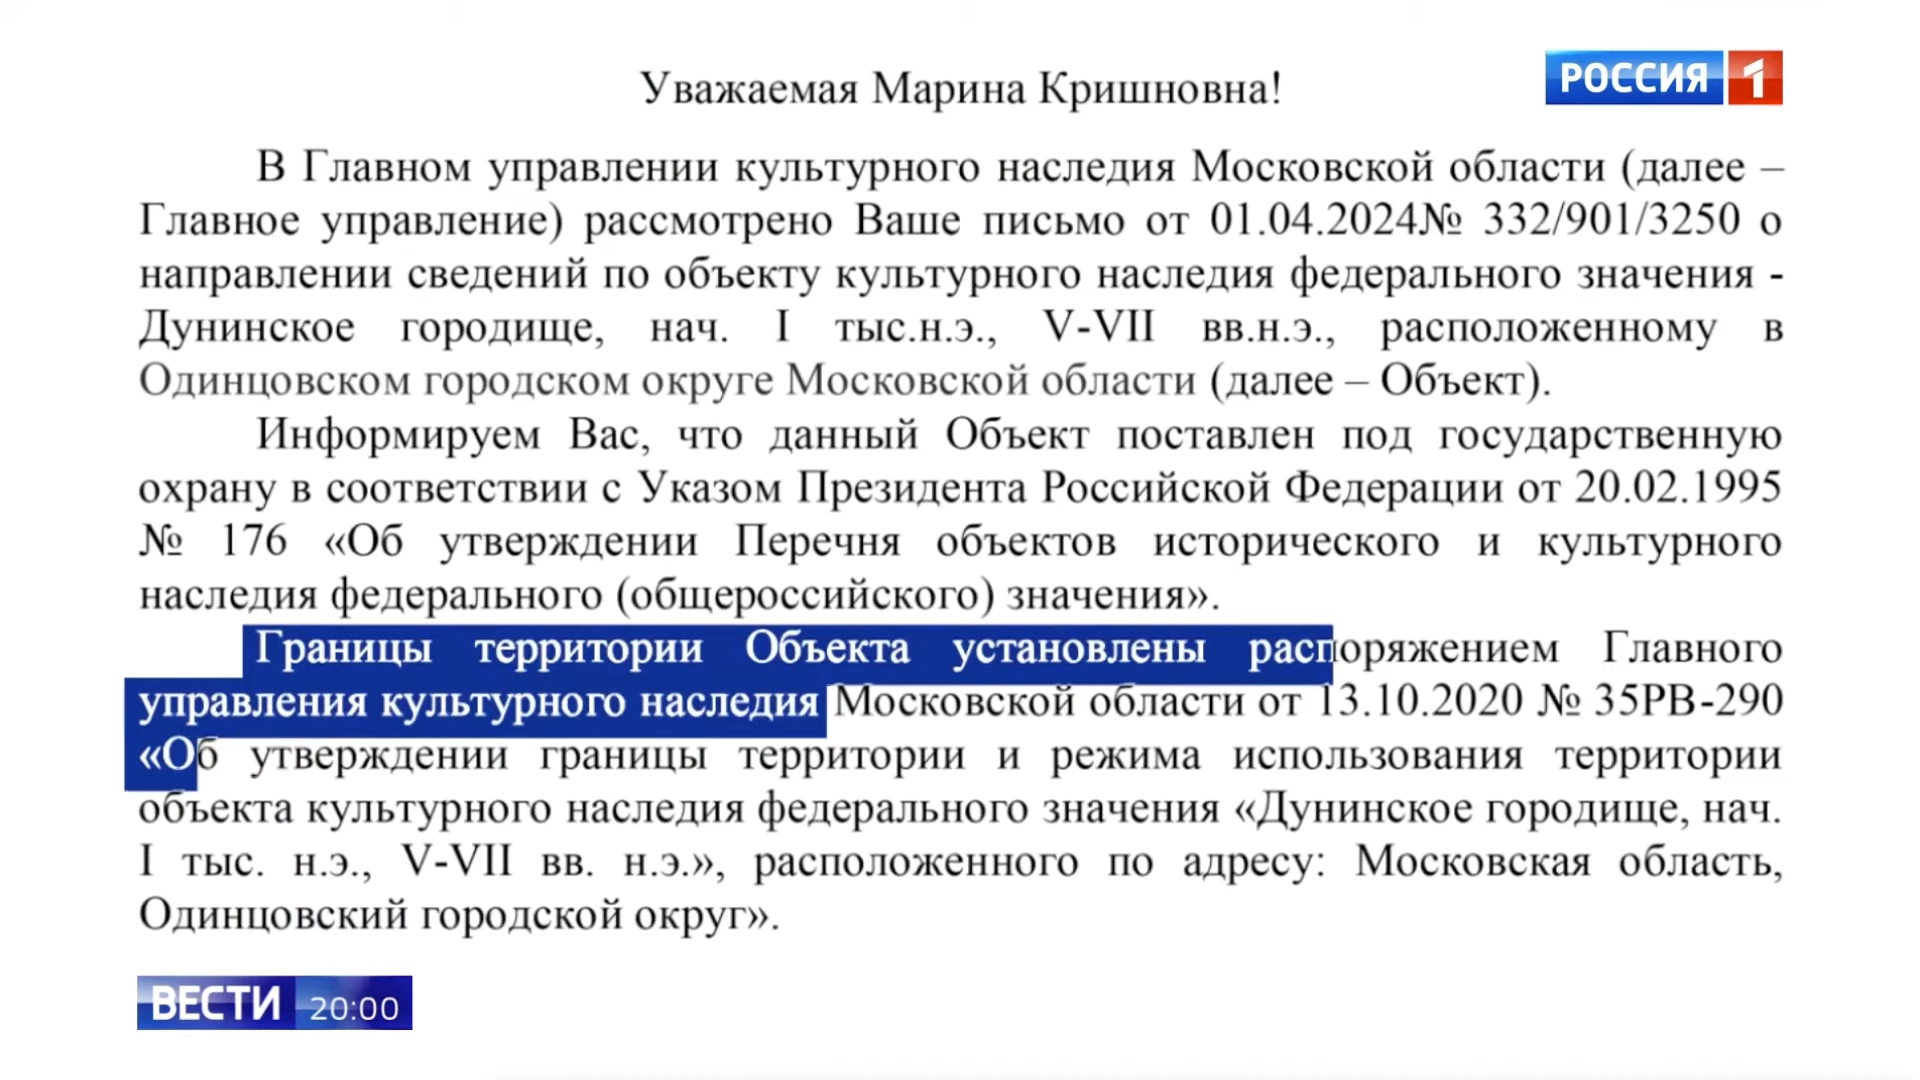 Уважаемая Марина Кришновна!
РОССИЯ 1
В Главном управлении культурного наследия Московской области (далее –
Главное управление) рассмотрено Ваше письмо от 01.04.2024№ 332/901/3250 о
направлении сведений по объекту культурного наследия федерального значения -
Дунинское городище, нач. I тыс.н.э., V-VII вв.н.э., расположенному в
Одинцовском городском округе Московской области (далее – Объект).
Информируем Вас, что данный Объект поставлен под государственную
охрану в соответствии с Указом Президента Российской Федерации от 20.02.1995
№ 176 «Об утверждении Перечня объектов исторического и культурного
наследия федерального (общероссийского) значения».
Границы территории Объекта установлены распоряжением Главного
управления культурного наследия Московской области от 13.10.2020 № 35РВ-290
«Об утверждении границы территории и режима использования территории
объекта культурного наследия федерального значения «Дунинское городище, нач.
I тыс. н.э., V-VII вв. н.э.», расположенного по адресу: Московская область,
Одинцовский городской округ».
ВЕСТИ 20:00